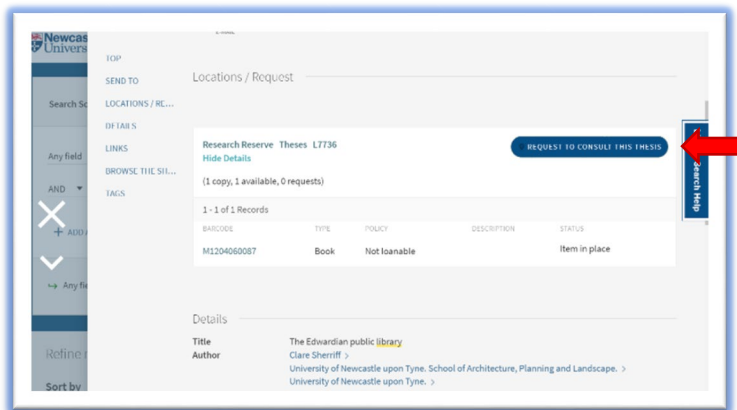 Newcas
Univers
Search Sc
Any field
AND
+ ADD A
Any fie
Refine r
Sort by
TOP
SEND TO
LOCATIONS / RE...
DETAILS
LINKS
BROWSE THE SH...
TAGS
Locations / Request
Research Reserve Theses L7736
Hide Details
(1 copy, 1 available, 0 requests)
REQUEST TO CONSULT THIS THESIS
1 - 1 of 1 Records
BARCODE TYPE POLICY DESCRIPTION STATUS
M1204060087 Book Not loanable Item in place
Details
Title The Edwardian public library
Author Clare Sherriff >
University of Newcastle upon Tyne. School of Architecture, Planning and Landscape. >
University of Newcastle upon Tyne. >
Search Help